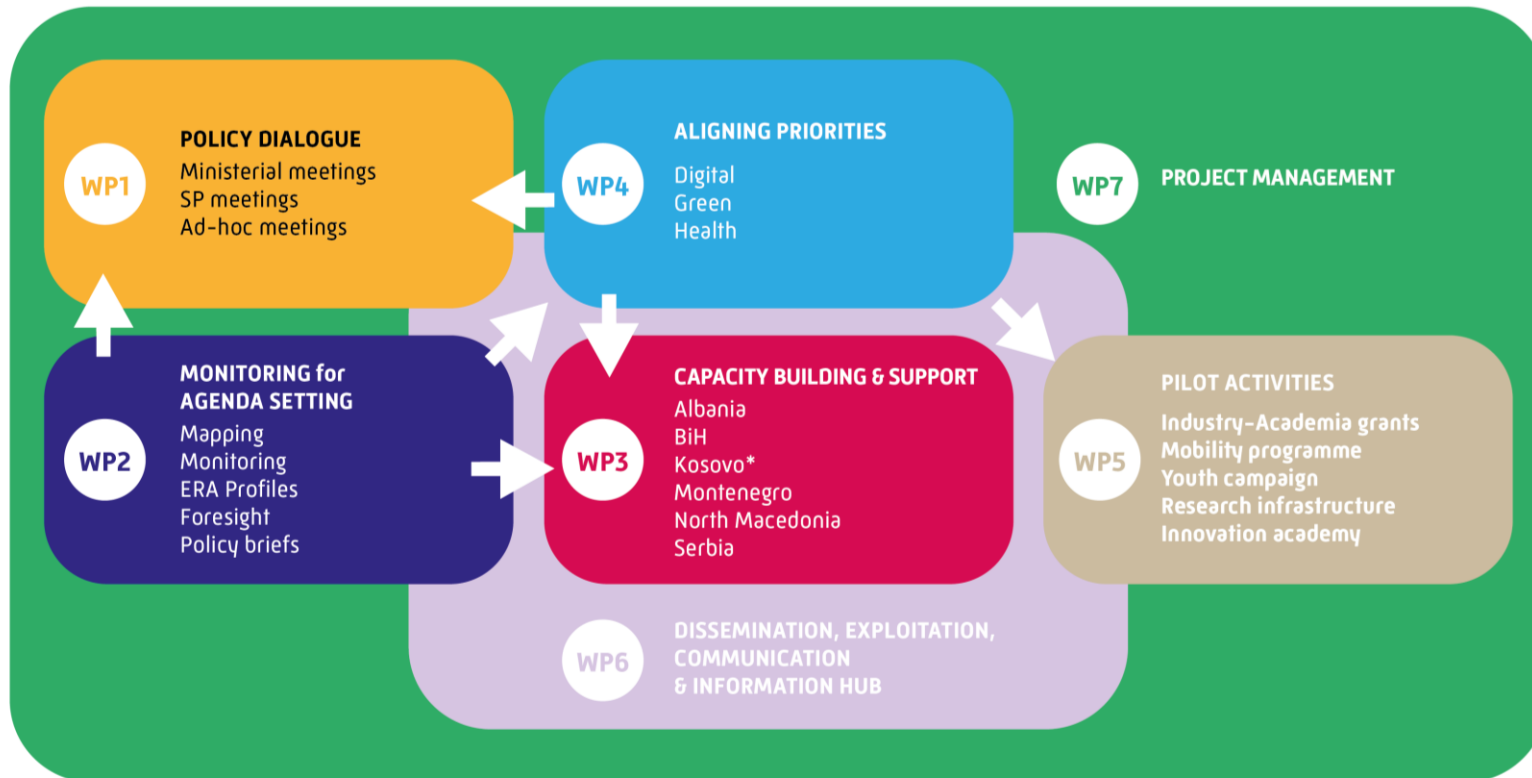 WP1
POLICY DIALOGUE
Ministerial meetings
SP meetings
Ad-hoc meetings
WP4
ALIGNING PRIORITIES
Digital
Green
Health
WP7
PROJECT MANAGEMENT
WP2
MONITORING for
AGENDA SETTING
Mapping
Monitoring
ERA Profiles
Foresight
Policy briefs
WP3
CAPACITY BUILDING & SUPPORT
Albania
BiH
Kosovo*
Montenegro
North Macedonia
Serbia
WP5
PILOT ACTIVITIES
Industry-Academia grants
Mobility programme
Youth campaign
Research infrastructure
Innovation academy
WP6
DISSEMINATION, EXPLOITATION,
COMMUNICATION
& INFORMATION HUB